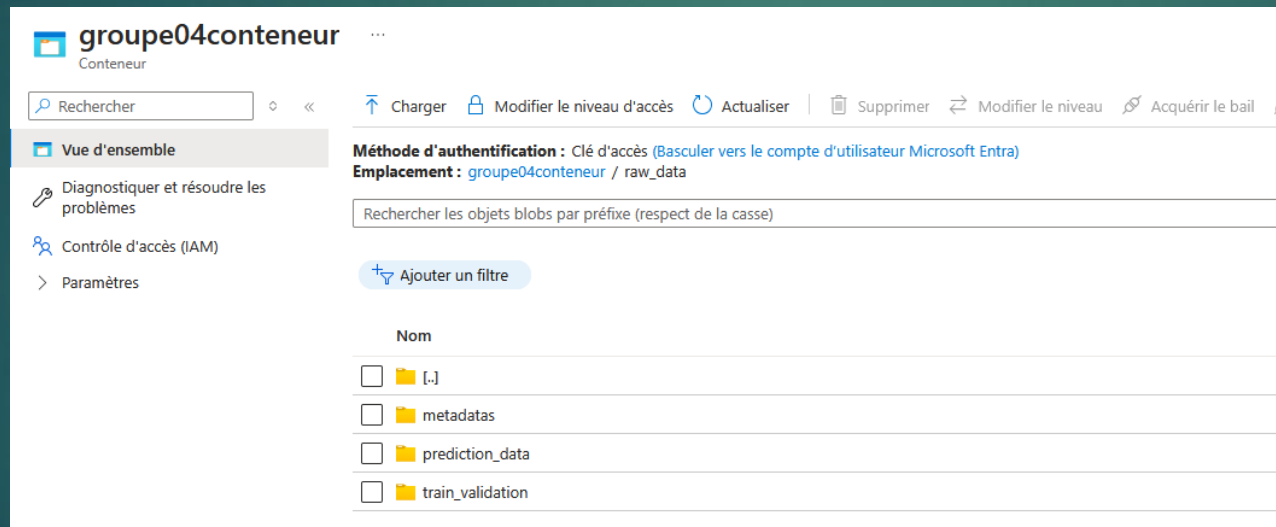 groupe04conteneur ...
Conteneur
Rechercher
Charger Modifier le niveau d'accès Actualiser Supprimer Modifier le niveau Acquérir le bail
Vue d'ensemble
Diagnostiquer et résoudre les
problèmes
Contrôle d'accès (IAM)
Paramètres
Méthode d'authentification : Clé d'accès (Basculer vers le compte d'utilisateur Microsoft Entra)
Emplacement : groupe04conteneur / raw_data
Rechercher les objets blobs par préfixe (respect de la casse)
Ajouter un filtre
Nom
[..]
metadatas
prediction_data
train_validation